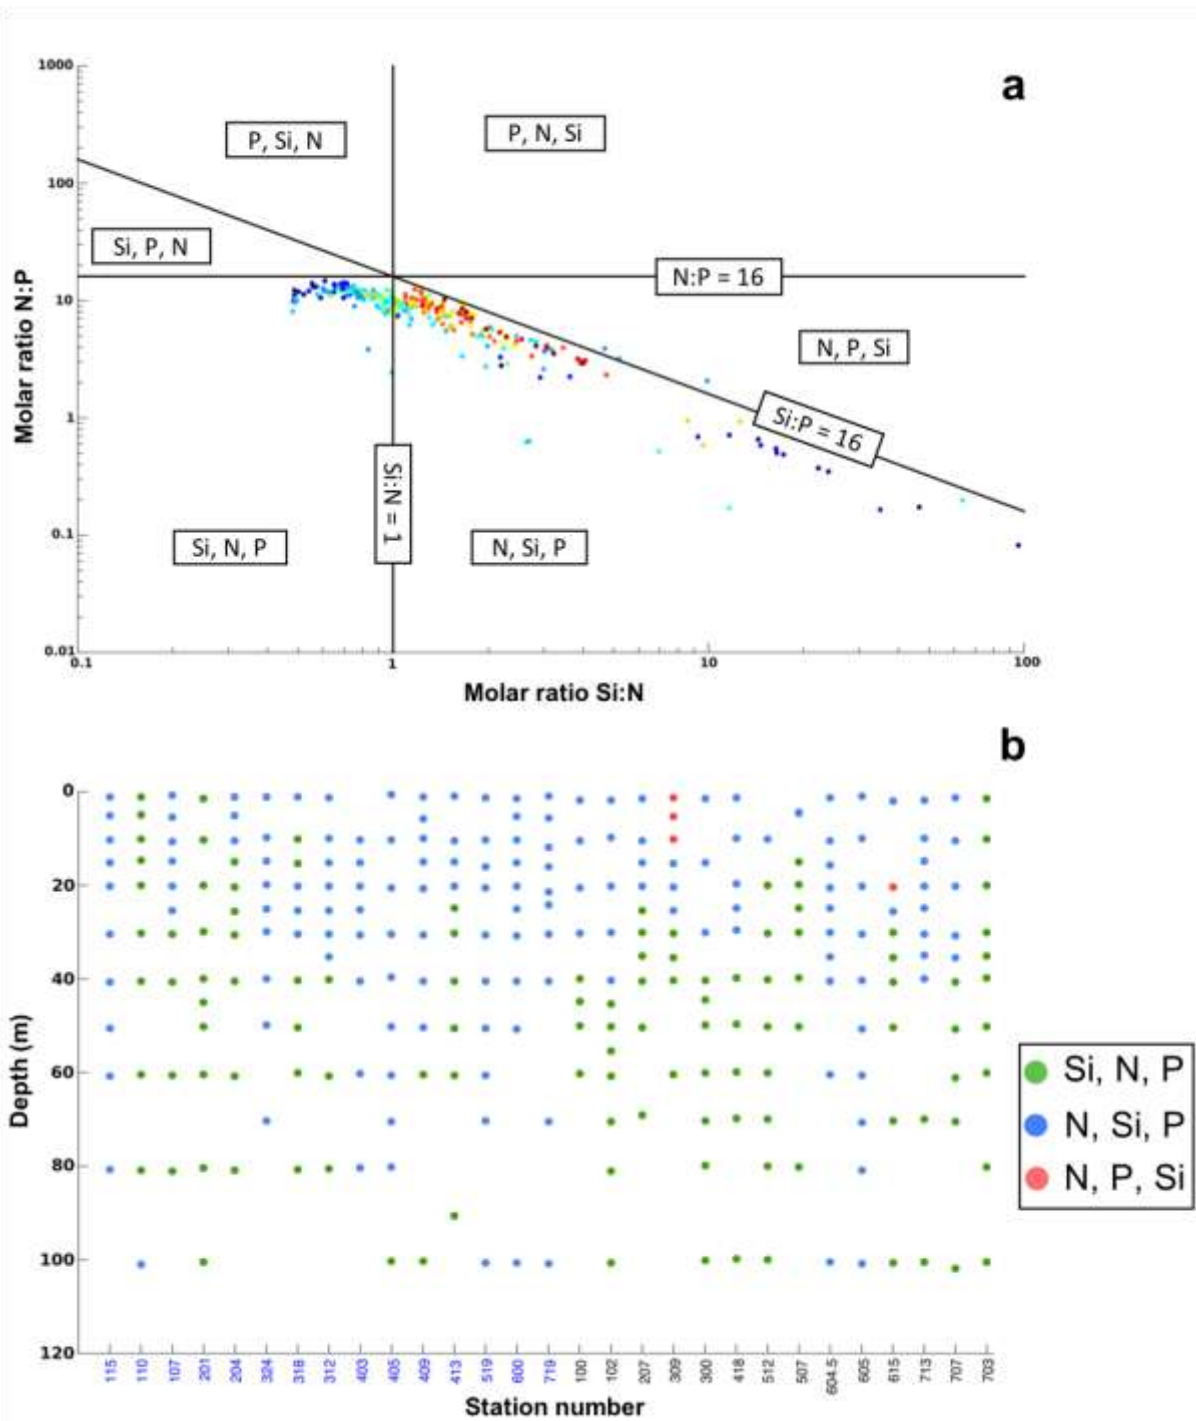 a
1000
P, Si, N
P, N, Si
100
Si, P, N
N:P = 16
10
N, P, Si
Molar ratio N:P
1
Si:P = 16
Si:N = 1
0.1
Si, N, P
N, Si, P
0.01
0.1
1
10
100
Molar ratio Si:N
b
0
20
40
60
80
100
120
Depth (m)
Si, N, P
N, Si, P
N, P, Si
115
110
107
201
204
324
318
312
403
405
409
413
519
600
719
100
102
207
309
300
418
512
507
604.5
605
615
713
707
703
Station number